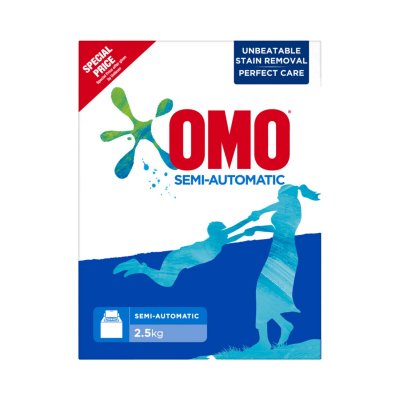 SPECIAL
PRICE
UNBEATABLE
STAIN REMOVAL
PERFECT CARE
OMO
SEMI-AUTOMATIC
SEMI-AUTOMATIC
2.5kg